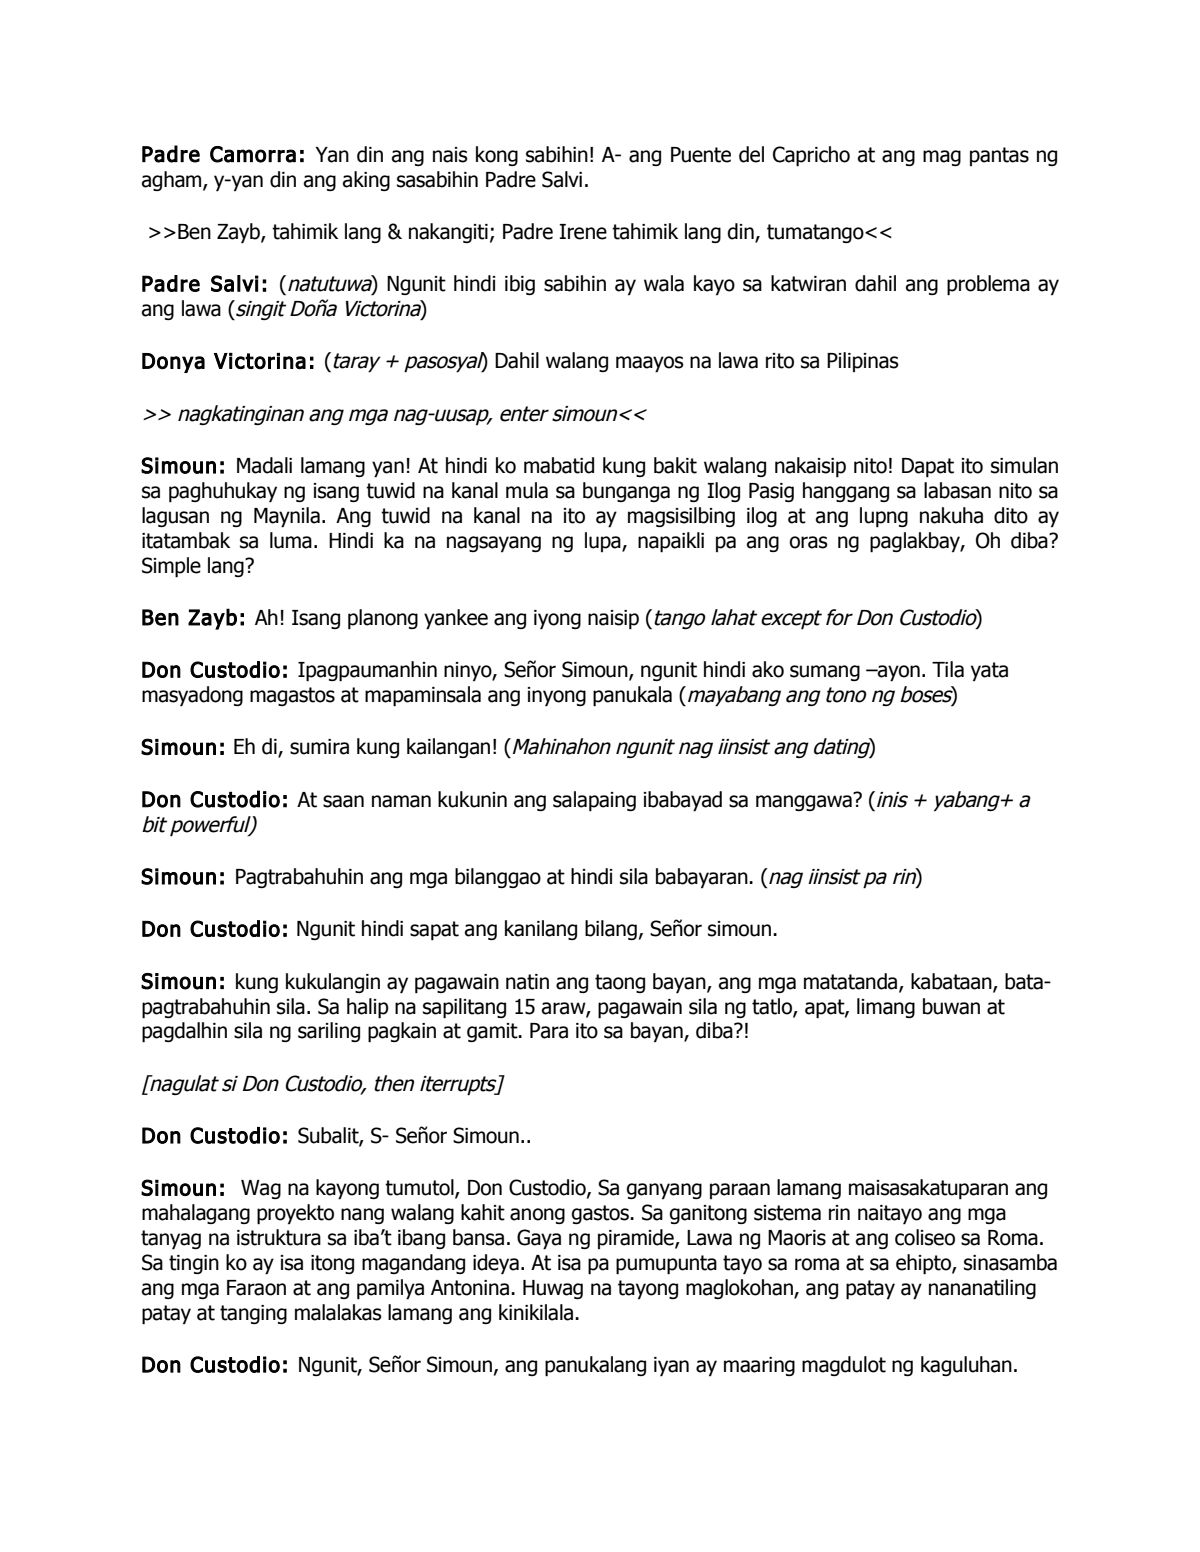 Padre Camorra: Yan din ang nais kong sabihin! A- ang Puente del Capricho at ang mag pantas ng
agham, y-yan din ang aking sasabihin Padre Salvi.
>>Ben Zayb, tahimik lang & nakangiti; Padre Irene tahimik lang din, tumatango<<
Padre Salvi: (natutuwa) Ngunit hindi ibig sabihin ay wala kayo sa katwiran dahil ang problema ay
ang lawa (singit Doña Victorina)
Donya Victorina: (taray + pasosyal) Dahil walang maayos na lawa rito sa Pilipinas
>> nagkatinginan ang mga nag-uusap, enter simoun<<
Simoun: Madali lamang yan! At hindi ko mabatid kung bakit walang nakaisip nito! Dapat ito simulan
sa paghuhukay ng isang tuwid na kanal mula sa bunganga ng Ilog Pasig hanggang sa labasan nito sa
lagusan ng Maynila. Ang tuwid na kanal na ito ay magsisilbing ilog at ang lupng nakuha dito ay
itatambak sa luma. Hindi ka na nagsayang ng lupa, napaikli pa ang oras ng paglakbay, Oh diba?
Simple lang?
Ben Zayb: Ah! Isang planong yankee ang iyong naisip (tango lahat except for Don Custodio)
Don Custodio: Ipagpaumanhin ninyo, Señor Simoun, ngunit hindi ako sumang –ayon. Tila yata
masyadong magastos at mapaminsala ang inyong panukala (mayabang ang tono ng boses)
Simoun: Eh di, sumira kung kailangan! (Mahinahon ngunit nag iinsist ang dating)
Don Custodio: At saan naman kukunin ang salapaing ibabayad sa manggawa? (inis + yabang+ a
bit powerful)
Simoun: Pagtrabahuhin ang mga bilanggao at hindi sila babayaran. (nag iinsist pa rin)
Don Custodio: Ngunit hindi sapat ang kanilang bilang, Señor simoun.
Simoun: kung kukulangin ay pagawain natin ang taong bayan, ang mga matatanda, kabataan, bata-
pagtrabahuhin sila. Sa halip na sapilitang 15 araw, pagawain sila ng tatlo, apat, limang buwan at
pagdalhin sila ng sariling pagkain at gamit. Para ito sa bayan, diba?!
[nagulat si Don Custodio, then iterrupts]
Don Custodio: Subalit, S- Señor Simoun..
Simoun: Wag na kayong tumutol, Don Custodio, Sa ganyang paraan lamang maisasakatuparan ang
mahalagang proyekto nang walang kahit anong gastos. Sa ganitong sistema rin naitayo ang mga
tanyag na istruktura sa iba’t ibang bansa. Gaya ng piramide, Lawa ng Maoris at ang coliseo sa Roma.
Sa tingin ko ay isa itong magandang ideya. At isa pa pumupunta tayo sa roma at sa ehipto, sinasamba
ang mga Faraon at ang pamilya Antonina. Huwag na tayong maglokohan, ang patay ay nananatiling
patay at tanging malalakas lamang ang kinikilala.
Don Custodio: Ngunit, Señor Simoun, ang panukalang iyan ay maaring magdulot ng kaguluhan.